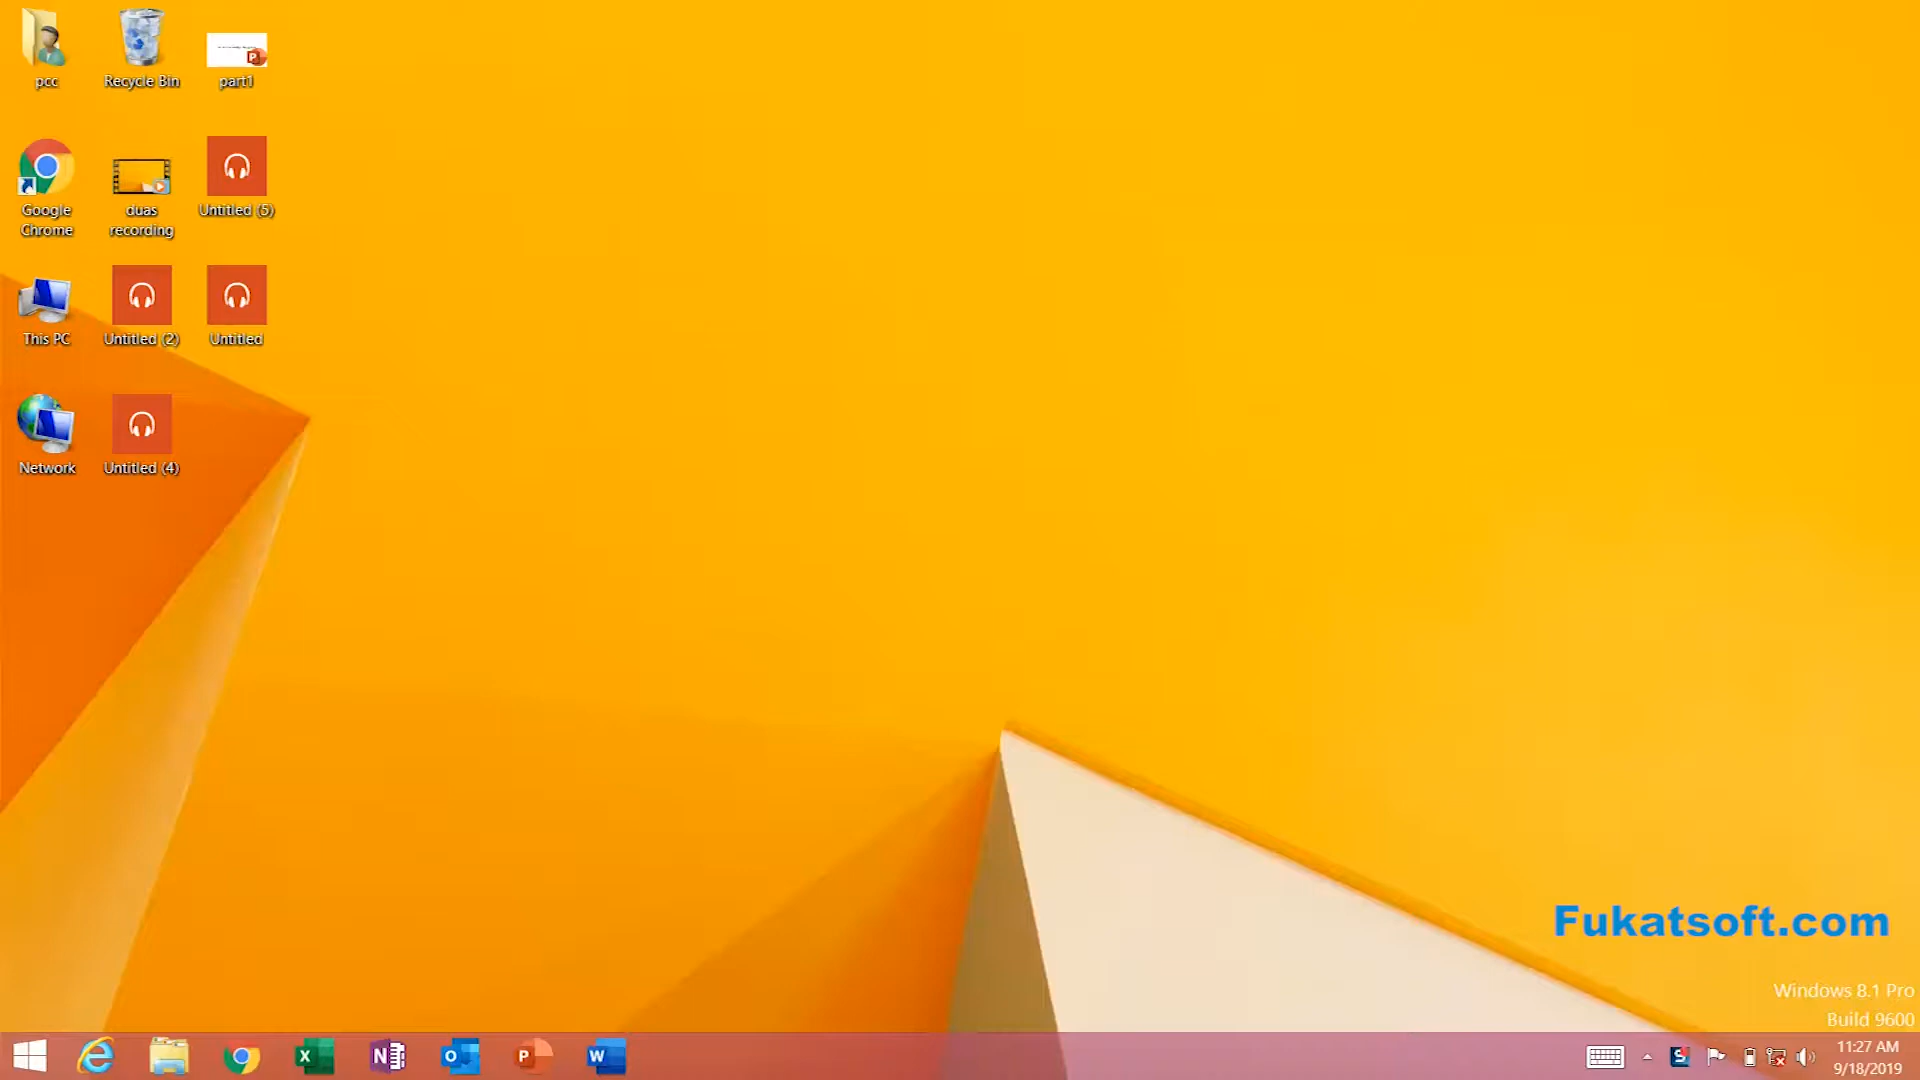 pcc
Recycle Bin
part1
Google
Chrome
duas
recording
Untitled (5)
This PC
Untitled (2)
Untitled
Network
Untitled (4)
Fukatsoft.com
Windows 8.1 Pro
Build 9600
11:27 AM
9/18/2019